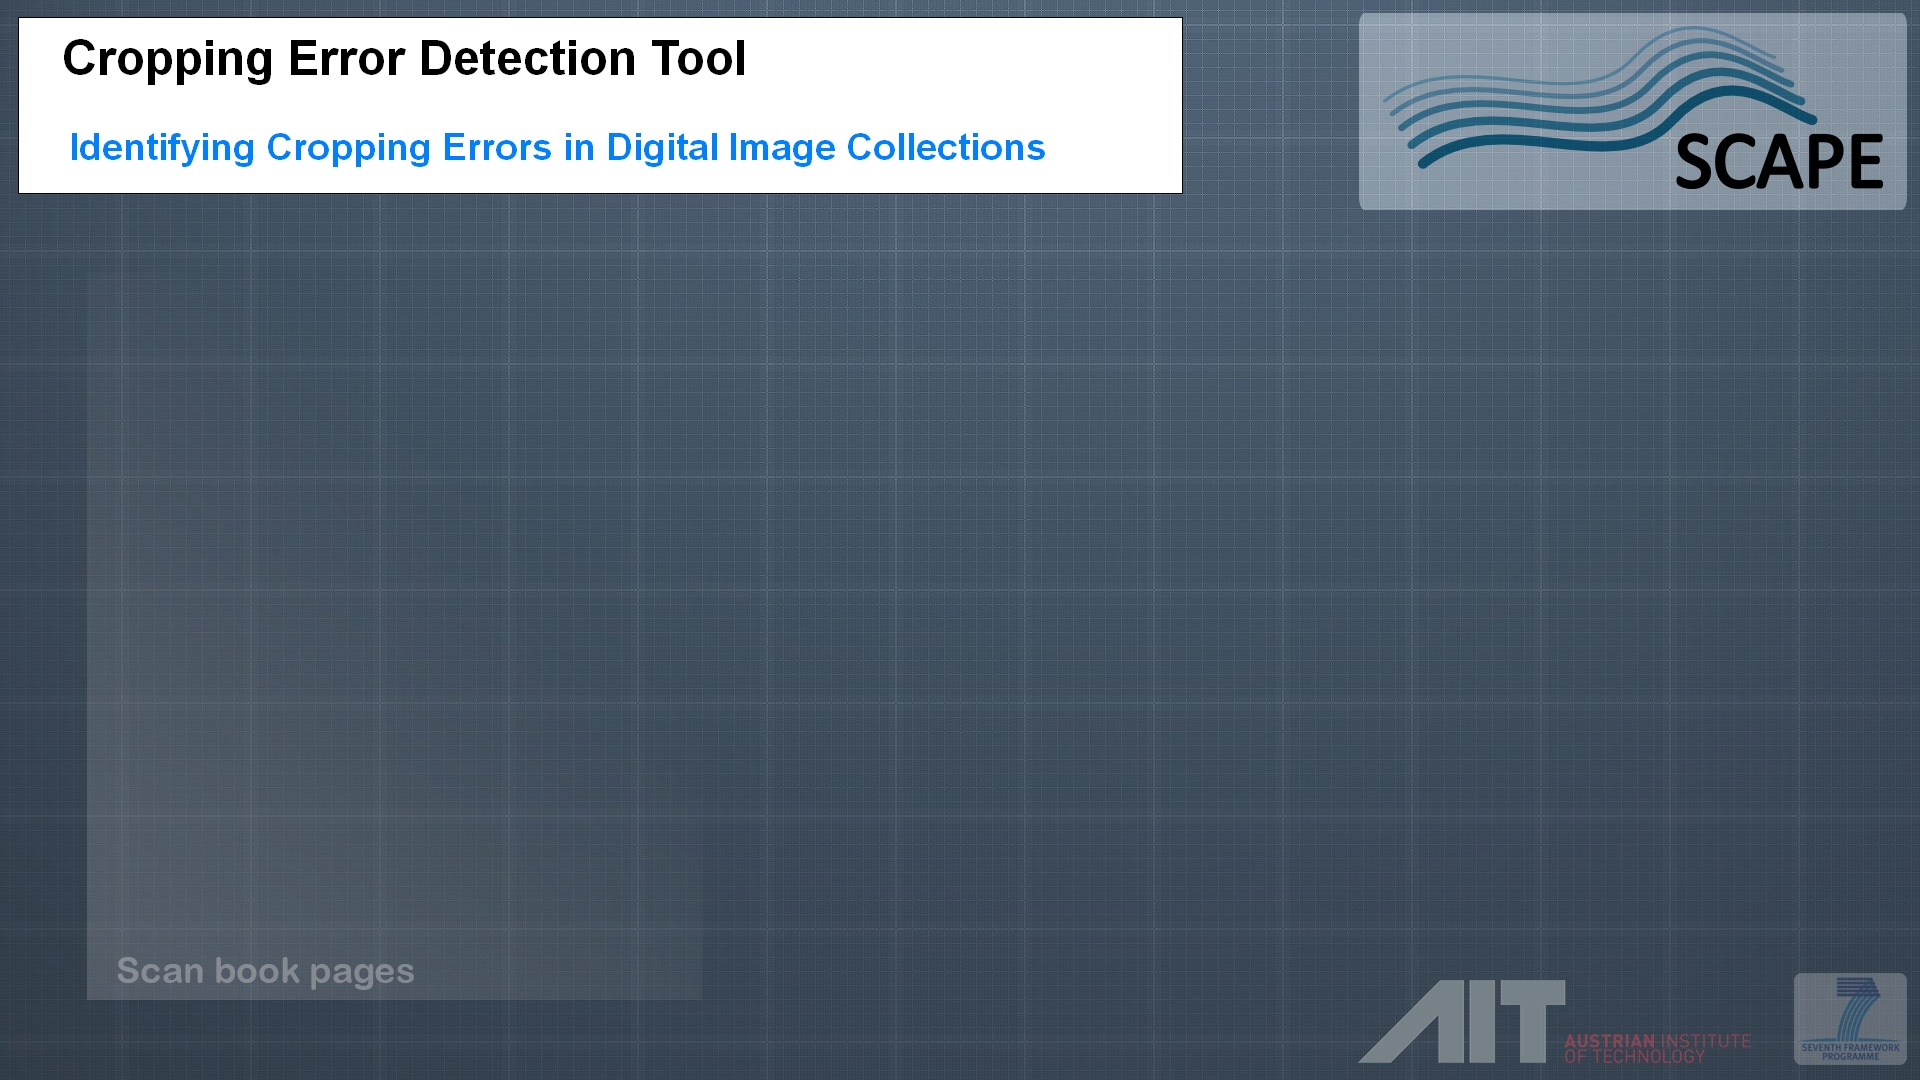 Cropping Error Detection Tool
Identifying Cropping Errors in Digital Image Collections
SCAPE
Scan book pages
AIT
AUSTRIAN INSTITUTE
OF TECHNOLOGY
7
SEVENTH FRAMEWORK
PROGRAMME